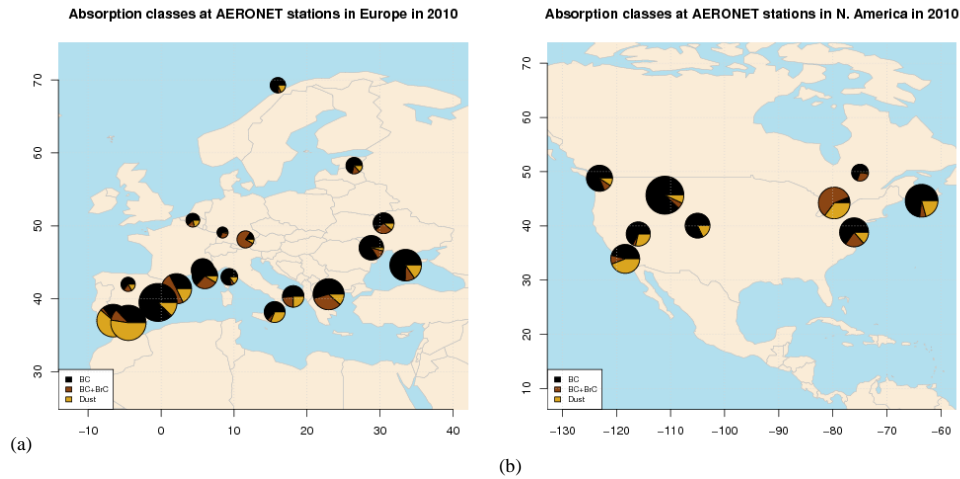 Absorption classes at AERONET stations in Europe in 2010
70
60
50
40
30
BC
BC+BrC
Dust
−10 0 10 20 30 40
(a)
Absorption classes at AERONET stations in N. America in 2010
70
60
50
40
30
20
10
BC
BC+BrC
Dust
−130 −120 −110 −100 −90 −80 −70 −60
(b)